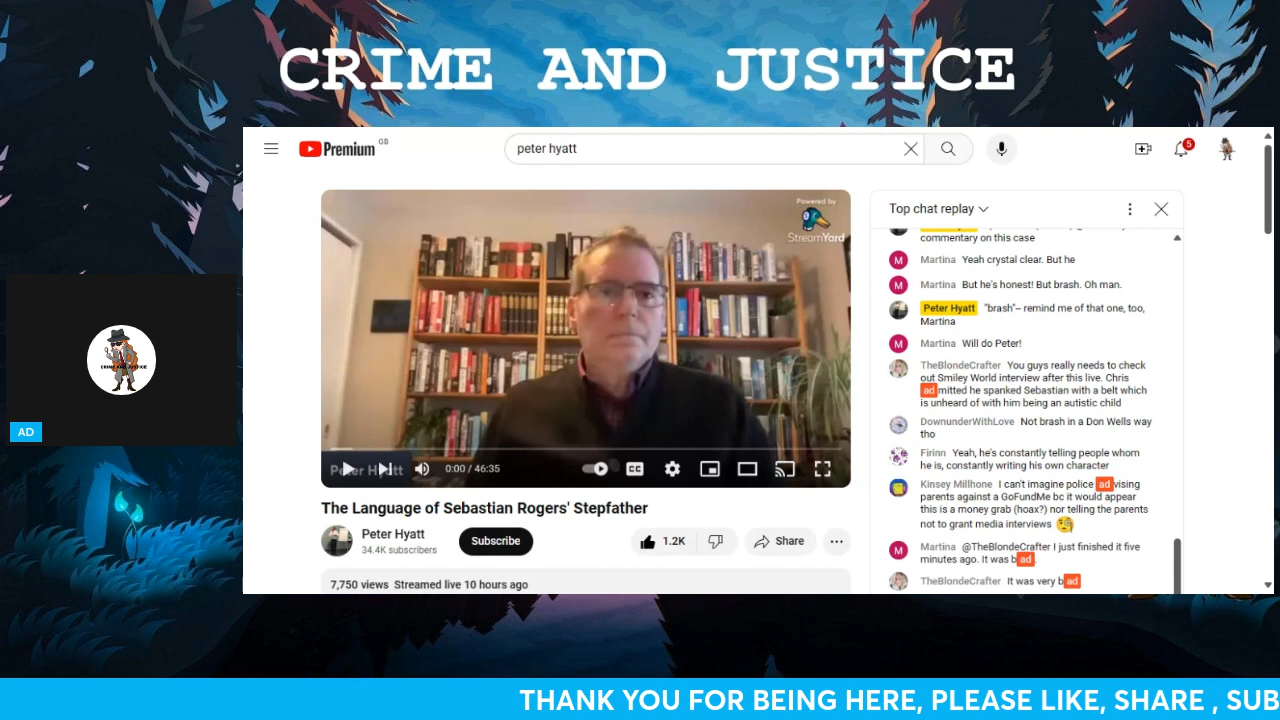 CRIME AND JUSTICE
Premium GB
peter hyatt
5
Powered by
StreamYard
Peter Hyatt
0:00 / 46:35
CC
The Language of Sebastian Rogers' Stepfather
Peter Hyatt
34.4K subscribers
Subscribe
1.2K
Share
7,750 views Streamed live 10 hours ago
Top chat replay
commentary on this case
M Martina Yeah crystal clear. But he
M Martina But he's honest! But brash. Oh man.
Peter Hyatt "brash"-- remind me of that one, too,
Martina
M Martina Will do Peter!
TheBlondeCrafter You guys really needs to check
out Smiley World interview after this live. Chris
admitted he spanked Sebastian with a belt which
is unheard of with him being an autistic child
DownunderWithLove Not brash in a Don Wells way
tho
Firinn Yeah, he's constantly telling people whom
he is, constantly writing his own character
Kinsey Millhone I can't imagine police advising
parents against a GoFundMe bc it would appear
this is a money grab (hoax?) nor telling the parents
not to grant media interviews
M Martina @TheBlondeCrafter I just finished it five
minutes ago. It was bad.
TheBlondeCrafter It was very bad
CRIME AND JUSTICE
AD
THANK YOU FOR BEING HERE, PLEASE LIKE, SHARE , SUB